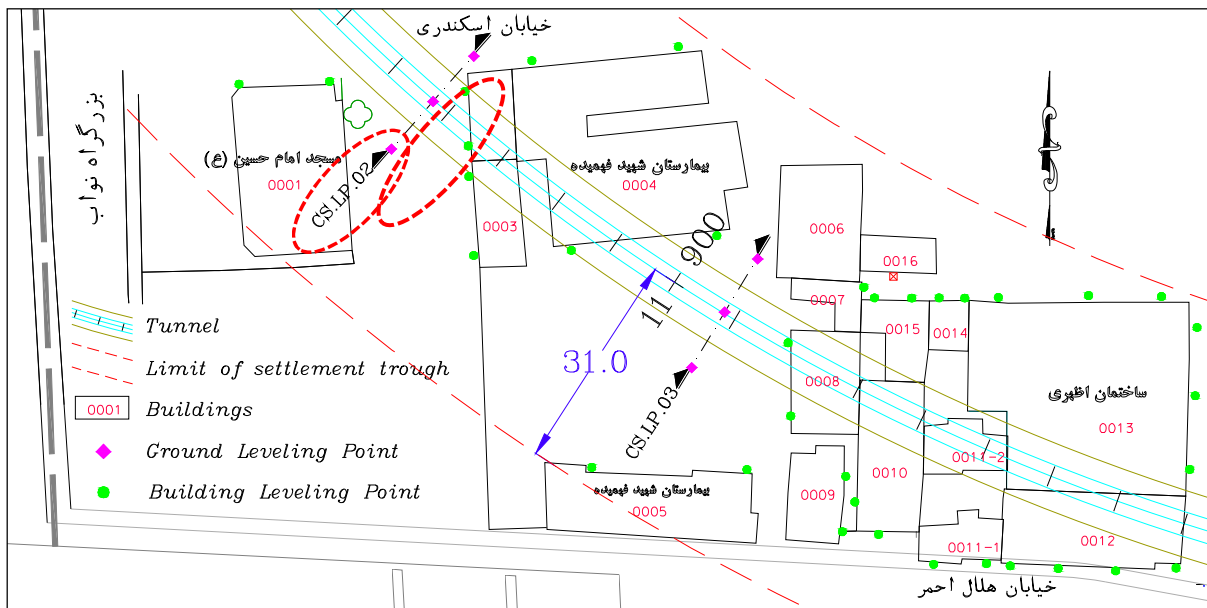 خیابان اسکندری
بزرگراه نواب
مسجد امام حسین (ع)
0001
CS.LP.02
بیمارستان شهید فهمیده
0004
0003
0006
0016
0007
11 900
31.0
CS.LP.03
0015
0014
0008
ساختمان اظهری
0013
0011-2
0010
0009
بیمارستان شهید فهمیده
0005
0011-1
0012
خیابان هلال احمر
Tunnel
Limit of settlement trough
0001
Buildings
Ground Leveling Point
Building Leveling Point